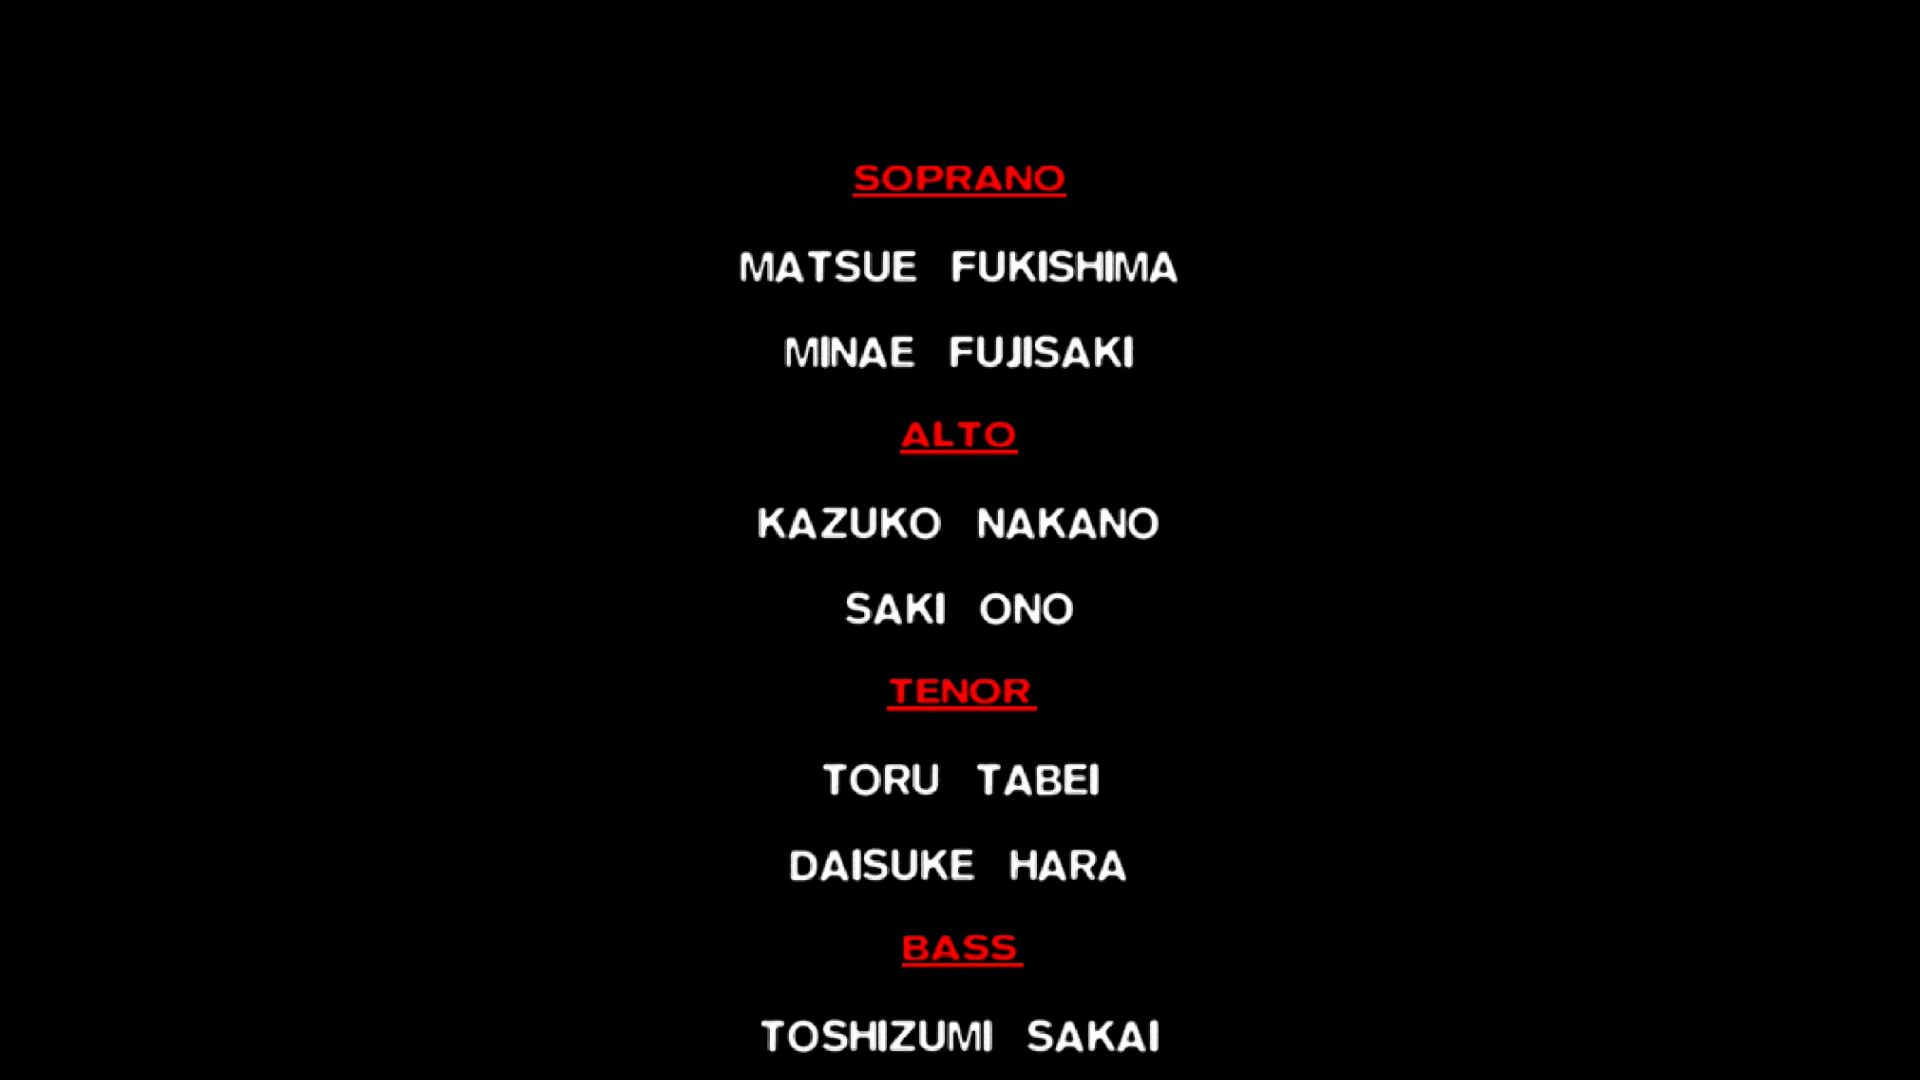 SOPRANO
MATSUE FUKISHIMA
MINAE FUJISAKI
ALTO
KAZUKO NAKANO
SAKI ONO
TENOR
TORU TABEI
DAISUKE HARA
BASS
TOSHIZUMI SAKAI